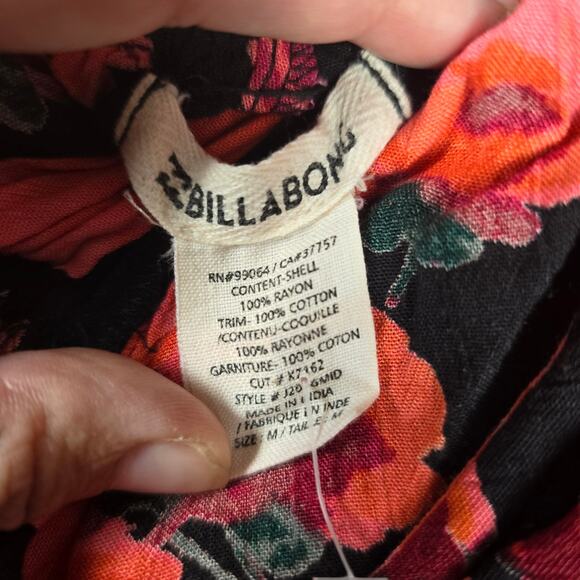 BILLABONG
RN#99064 / CA#37757
CONTENT-SHELL
100% RAYON
TRIM- 100% COTTON
/CONTENU-COQUILLE
100% RAYONNE
GARNITURE- 100% COTON
CUT # K7162
STYLE #
MADE IN INDIA
/ FABRIQUE EN INDE
SIZE: M / TAILLE: M